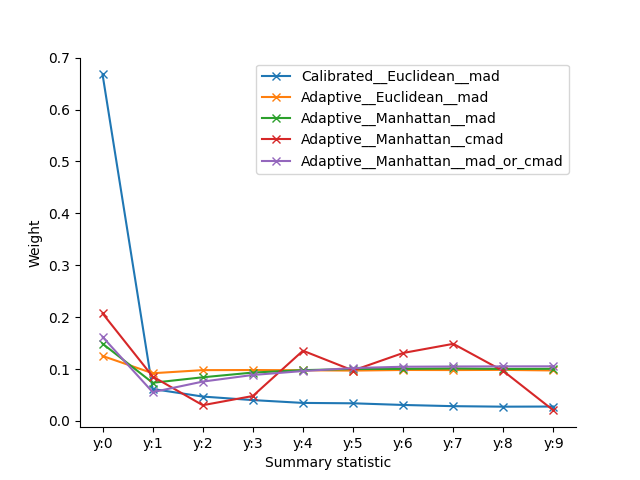 0.7
0.6
0.5
0.4
0.3
0.2
0.1
0.0
Weight
Calibrated__Euclidean__mad
Adaptive__Euclidean__mad
Adaptive__Manhattan__mad
Adaptive__Manhattan__cmad
Adaptive__Manhattan__mad_or_cmad
y:0 y:1 y:2 y:3 y:4 y:5 y:6 y:7 y:8 y:9
Summary statistic